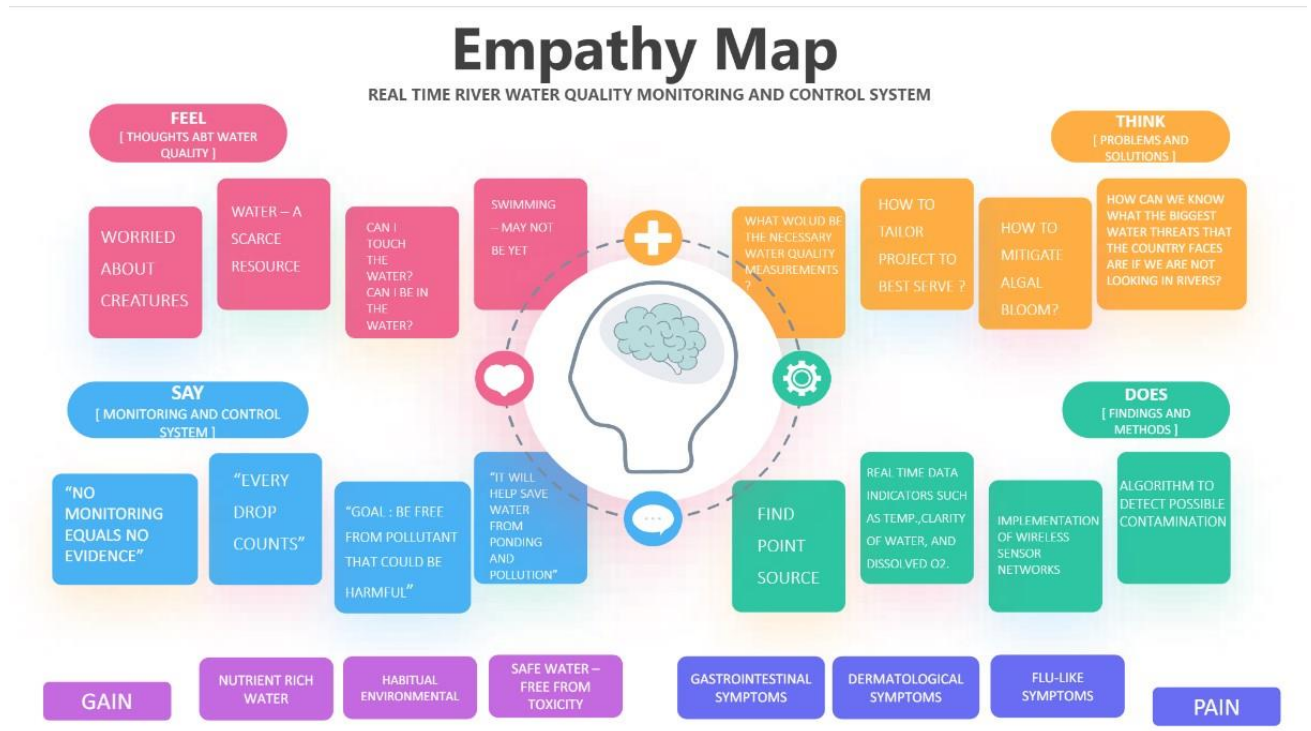 Empathy Map
REAL TIME RIVER WATER QUALITY MONITORING AND CONTROL SYSTEM
FEEL
[ THOUGHTS ABT WATER
QUALITY ]
WORRIED
ABOUT
CREATURES
WATER – A
SCARCE
RESOURCE
CAN I
TOUCH
THE
WATER?
CAN I BE IN
THE
WATER?
SWIMMING
– MAY NOT
BE YET
THINK
[ PROBLEMS AND
SOLUTIONS ]
WHAT WOLUD BE
THE NECESSARY
WATER QUALITY
MEASUREMENTS
?
HOW TO
TAILOR
PROJECT TO
BEST SERVE ?
HOW TO
MITIGATE
ALGAL
BLOOM?
HOW CAN WE KNOW
WHAT THE BIGGEST
WATER THREATS THAT
THE COUNTRY FACES
ARE IF WE ARE NOT
LOOKING IN RIVERS?
SAY
[ MONITORING AND CONTROL
SYSTEM ]
“NO
MONITORING
EQUALS NO
EVIDENCE”
“EVERY
DROP
COUNTS”
“GOAL : BE FREE
FROM POLLUTANT
THAT COULD BE
HARMFUL”
“IT WILL
HELP SAVE
WATER
FROM
PONDING
AND
POLLUTION”
DOES
[ FINDINGS AND
METHODS ]
FIND
POINT
SOURCE
REAL TIME DATA
INDICATORS SUCH
AS TEMP.,CLARITY
OF WATER, AND
DISSOLVED O2.
IMPLEMENTATION
OF WIRELESS
SENSOR
NETWORKS
ALGORITHM TO
DETECT POSSIBLE
CONTAMINATION
GAIN
NUTRIENT RICH
WATER
HABITUAL
ENVIRONMENTAL
SAFE WATER –
FREE FROM
TOXICITY
GASTROINTESTINAL
SYMPTOMS
DERMATOLOGICAL
SYMPTOMS
FLU-LIKE
SYMPTOMS
PAIN